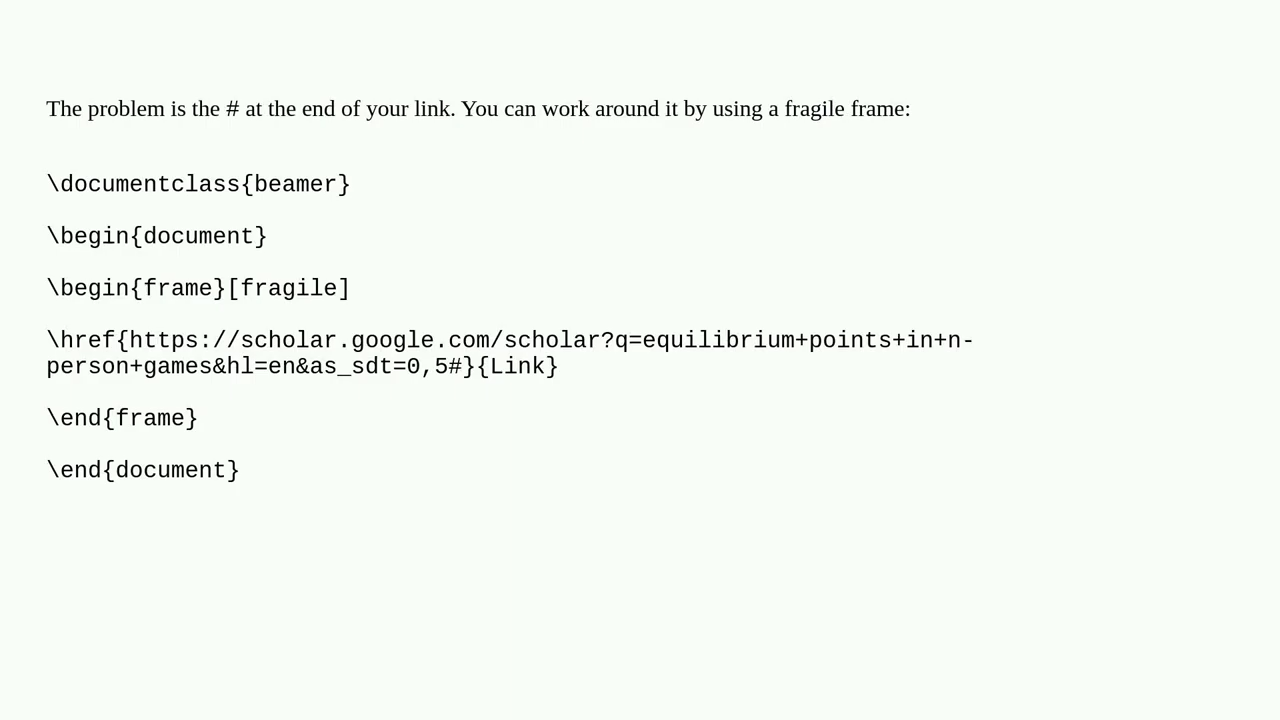 The problem is the # at the end of your link. You can work around it by using a fragile frame:
\documentclass{beamer}
\begin{document}
\begin{frame}[fragile]
\href{https://scholar.google.com/scholar?q=equilibrium+points+in+n-
person+games&hl=en&as_sdt=0,5#}{Link}
\end{frame}
\end{document}